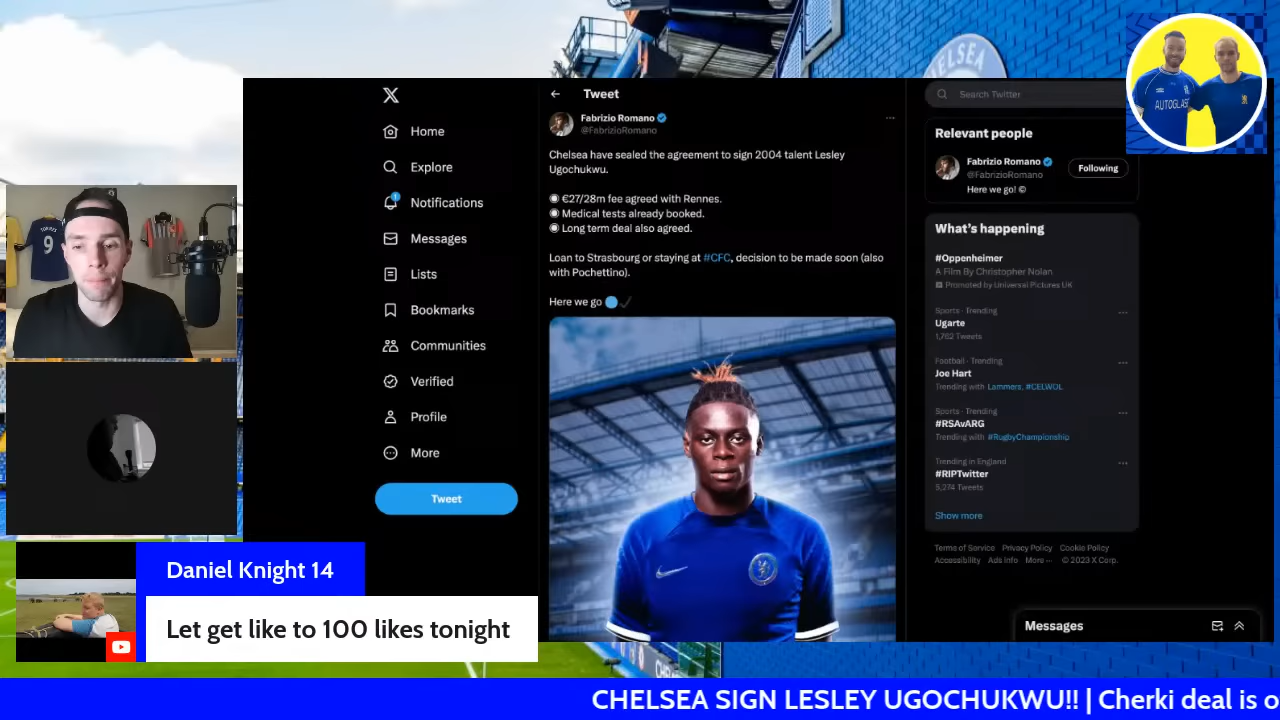 CHELSEA
AUTOGLASS
TORRES
9
Home
Explore
1
Notifications
Messages
Lists
Bookmarks
Communities
Verified
Profile
More
Tweet
Tweet
Fabrizio Romano
@FabrizioRomano
Chelsea have sealed the agreement to sign 2004 talent Lesley
Ugochukwu.
◉ €27/28m fee agreed with Rennes.
◉ Medical tests already booked.
◉ Long term deal also agreed.
Loan to Strasbourg or staying at #CFC, decision to be made soon (also
with Pochettino).
Here we go 🔵✔️
Search Twitter
Relevant people
Fabrizio Romano
@FabrizioRomano
Following
Here we go! ©
What's happening
#Oppenheimer
A Film By Christopher Nolan
Promoted by Universal Pictures UK
Sports · Trending
Ugarte
1,762 Tweets
Football · Trending
Joe Hart
Trending with Lammers, #CELWOL
Sports · Trending
#RSAvARG
Trending with #RugbyChampionship
Trending in England
#RIPTwitter
5,274 Tweets
Show more
Terms of Service Privacy Policy Cookie Policy
Accessibility Ads info More ··· © 2023 X Corp.
Messages
Daniel Knight 14
Let get like to 100 likes tonight
CHELSEA SIGN LESLEY UGOCHUKWU!! | Cherki deal is o